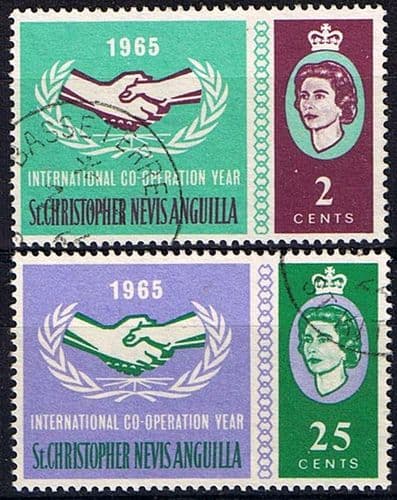 1965
BASSETERRE
INTERNATIONAL CO-OPERATION YEAR
St.CHRISTOPHER NEVIS ANGUILLA
2
CENTS
1965
INTERNATIONAL CO-OPERATION YEAR
St.CHRISTOPHER NEVIS ANGUILLA
25
CENTS